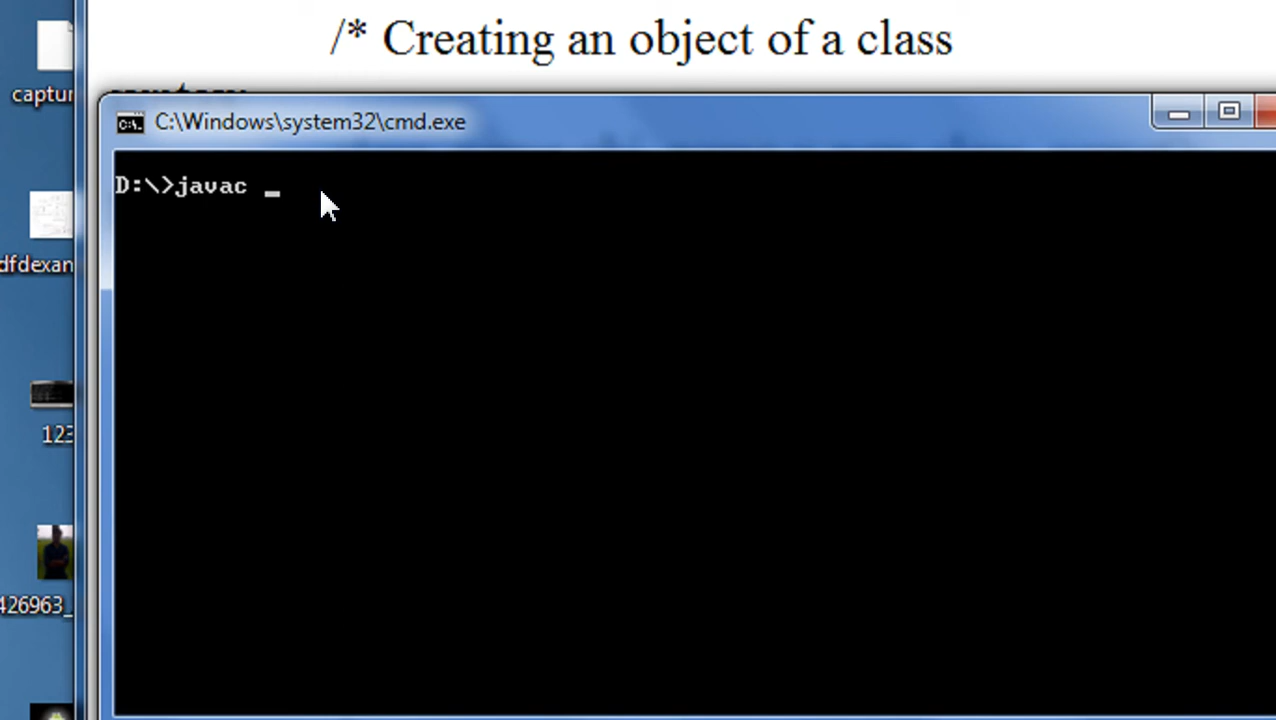 /* Creating an object of a class
captur
C:\Windows\system32\cmd.exe
D:\>javac _
dfdexan
123
426963_